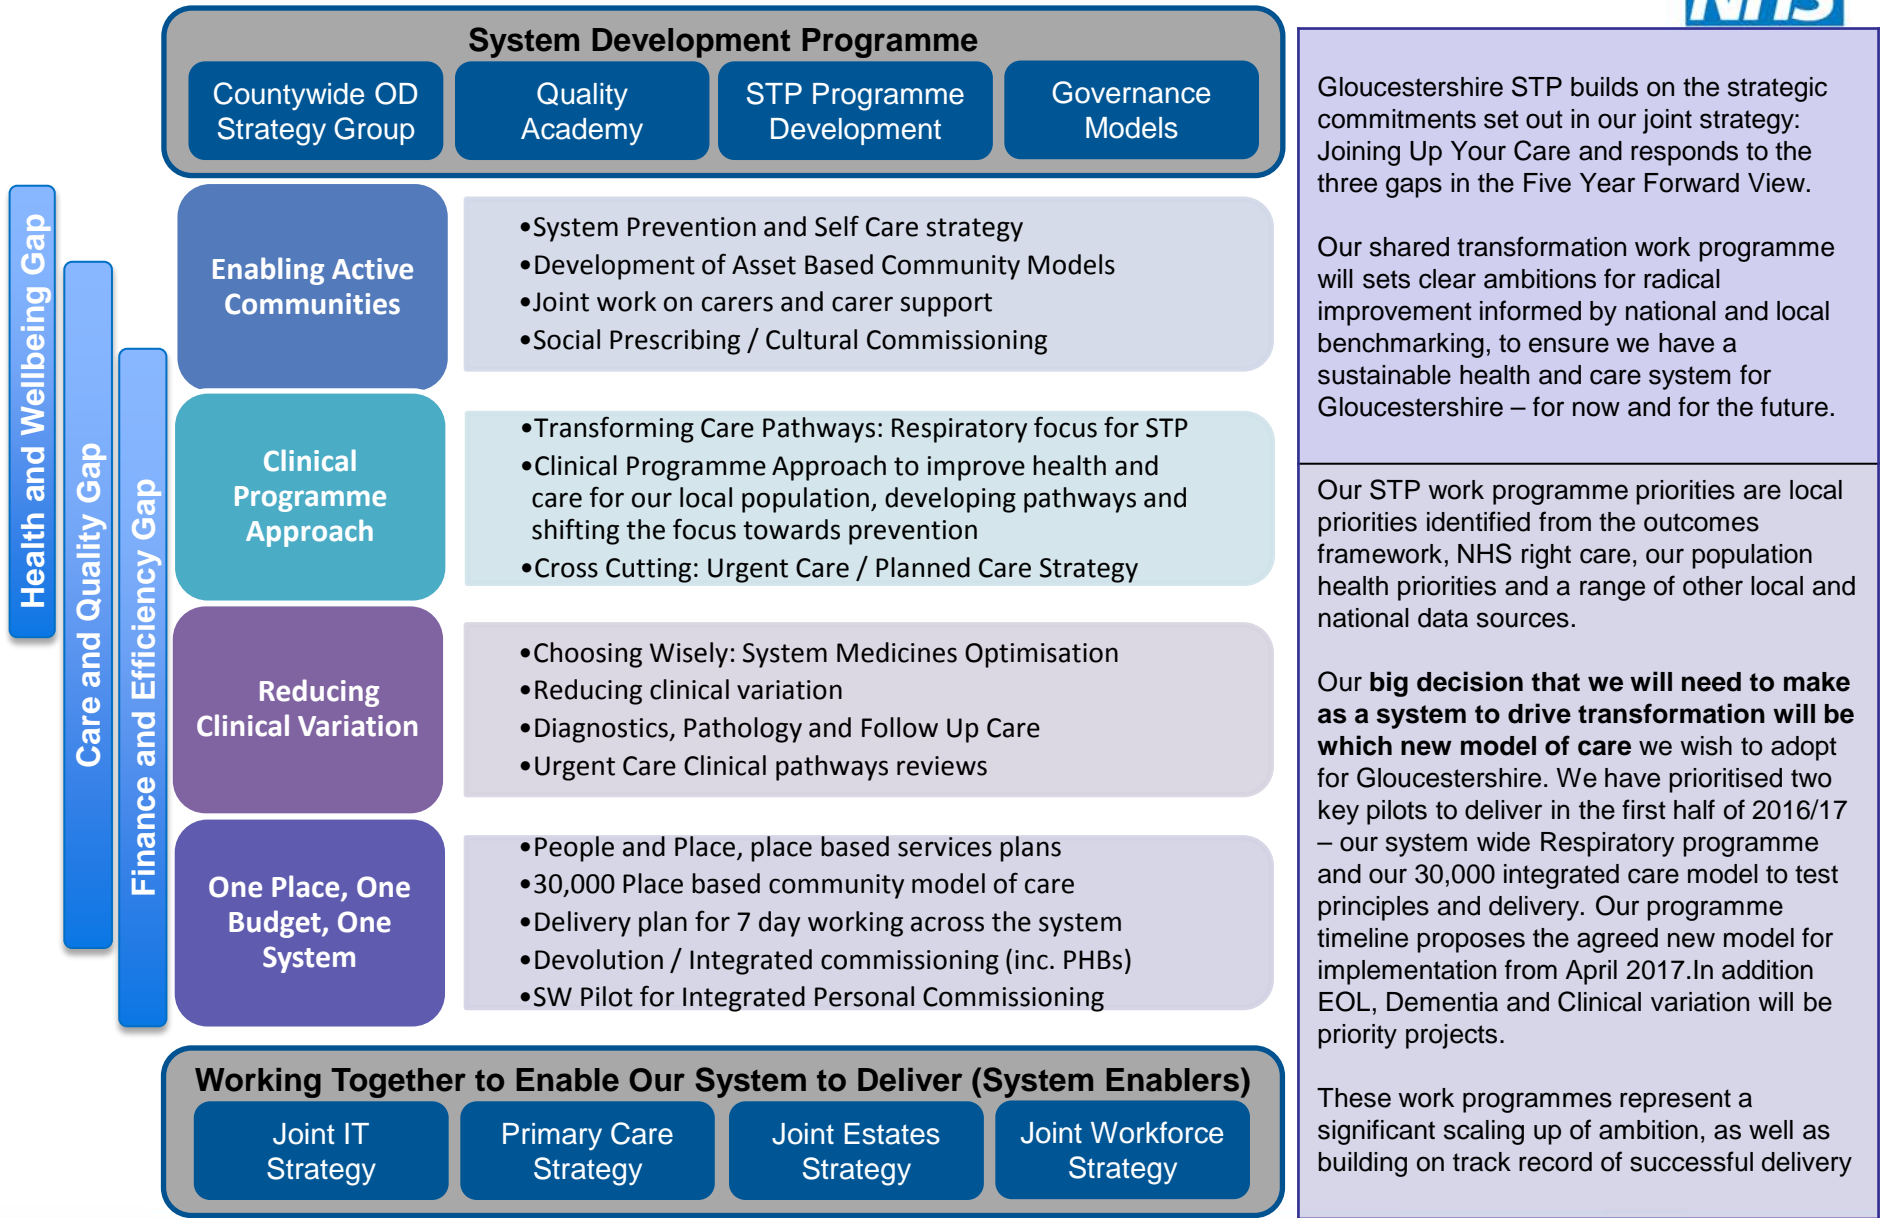 NHS
System Development Programme
Countywide OD
Strategy Group
Quality
Academy
STP Programme
Development
Governance
Models
Health and Wellbeing Gap
Care and Quality Gap
Finance and Efficiency Gap
Enabling Active
Communities
•System Prevention and Self Care strategy
•Development of Asset Based Community Models
•Joint work on carers and carer support
•Social Prescribing / Cultural Commissioning
Clinical
Programme
Approach
•Transforming Care Pathways: Respiratory focus for STP
•Clinical Programme Approach to improve health and
care for our local population, developing pathways and
shifting the focus towards prevention
•Cross Cutting: Urgent Care / Planned Care Strategy
Reducing
Clinical Variation
•Choosing Wisely: System Medicines Optimisation
•Reducing clinical variation
•Diagnostics, Pathology and Follow Up Care
•Urgent Care Clinical pathways reviews
One Place, One
Budget, One
System
•People and Place, place based services plans
•30,000 Place based community model of care
•Delivery plan for 7 day working across the system
•Devolution / Integrated commissioning (inc. PHBs)
•SW Pilot for Integrated Personal Commissioning
Working Together to Enable Our System to Deliver (System Enablers)
Joint IT
Strategy
Primary Care
Strategy
Joint Estates
Strategy
Joint Workforce
Strategy
Gloucestershire STP builds on the strategic
commitments set out in our joint strategy:
Joining Up Your Care and responds to the
three gaps in the Five Year Forward View.
Our shared transformation work programme
will sets clear ambitions for radical
improvement informed by national and local
benchmarking, to ensure we have a
sustainable health and care system for
Gloucestershire – for now and for the future.
Our STP work programme priorities are local
priorities identified from the outcomes
framework, NHS right care, our population
health priorities and a range of other local and
national data sources.
Our big decision that we will need to make
as a system to drive transformation will be
which new model of care we wish to adopt
for Gloucestershire. We have prioritised two
key pilots to deliver in the first half of 2016/17
– our system wide Respiratory programme
and our 30,000 integrated care model to test
principles and delivery. Our programme
timeline proposes the agreed new model for
implementation from April 2017.In addition
EOL, Dementia and Clinical variation will be
priority projects.
These work programmes represent a
significant scaling up of ambition, as well as
building on track record of successful delivery